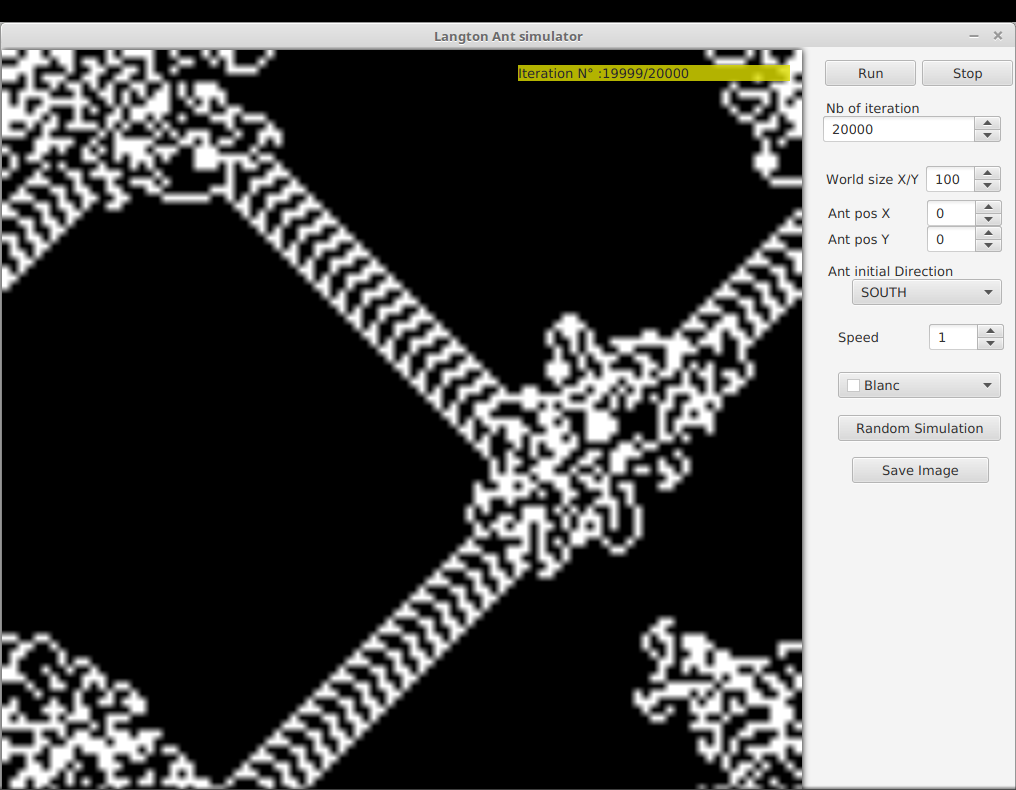 Langton Ant simulator
Iteration N° :19999/20000
Run Stop
Nb of iteration
20000
World size X/Y 100
Ant pos X 0
Ant pos Y 0
Ant initial Direction
SOUTH
Speed 1
Blanc
Random Simulation
Save Image